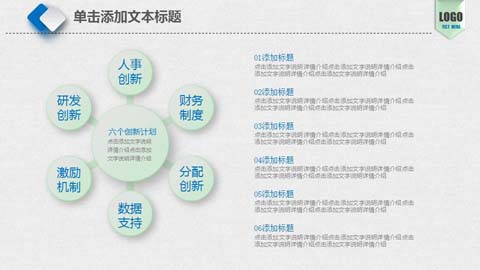 单击添加文本标题
LOGO
人事
创新
研发
创新
财务
制度
六个创新计划
点击添加文字说明
详情介绍点击添加
文字说明详情介绍
激励
机制
分配
创新
数据
支持
01添加标题
点击添加文字说明详情介绍点击添加文字说明详情介绍点击
添加文字说明详情介绍点击添加文字说明详情介绍
02添加标题
点击添加文字说明详情介绍点击添加文字说明详情介绍点击
添加文字说明详情介绍点击添加文字说明详情介绍
03添加标题
点击添加文字说明详情介绍点击添加文字说明详情介绍点击
添加文字说明详情介绍点击添加文字说明详情介绍
04添加标题
点击添加文字说明详情介绍点击添加文字说明详情介绍点击
添加文字说明详情介绍点击添加文字说明详情介绍
05添加标题
点击添加文字说明详情介绍点击添加文字说明详情介绍点击
添加文字说明详情介绍点击添加文字说明详情介绍
06添加标题
点击添加文字说明详情介绍点击添加文字说明详情介绍点击
添加文字说明详情介绍点击添加文字说明详情介绍